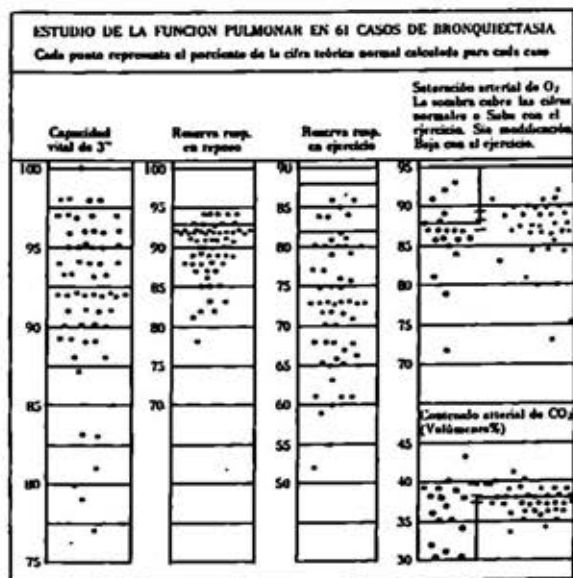 ESTUDIO DE LA FUNCION PULMONAR EN 61 CASOS DE BRONQUIECTASIA
Cada punto representa el porciento de la cifra teórica normal calculada para cada caso
Capacidad
vital de 3"
100
95
90
85
80
75
Reserva resp.
en reposo
100
95
90
85
80
70
Reserva resp.
en ejercicio
90
85
80
75
70
65
60
55
50
Saturación arterial de O₂
La sombra cubre las cifras
normales o Sube con el
ejercicio. Sin modificación.
Baja con el ejercicio.
95
90
85
80
75
70
Contenido arterial de CO₂
(Volúmenes%)
45
40
35
30